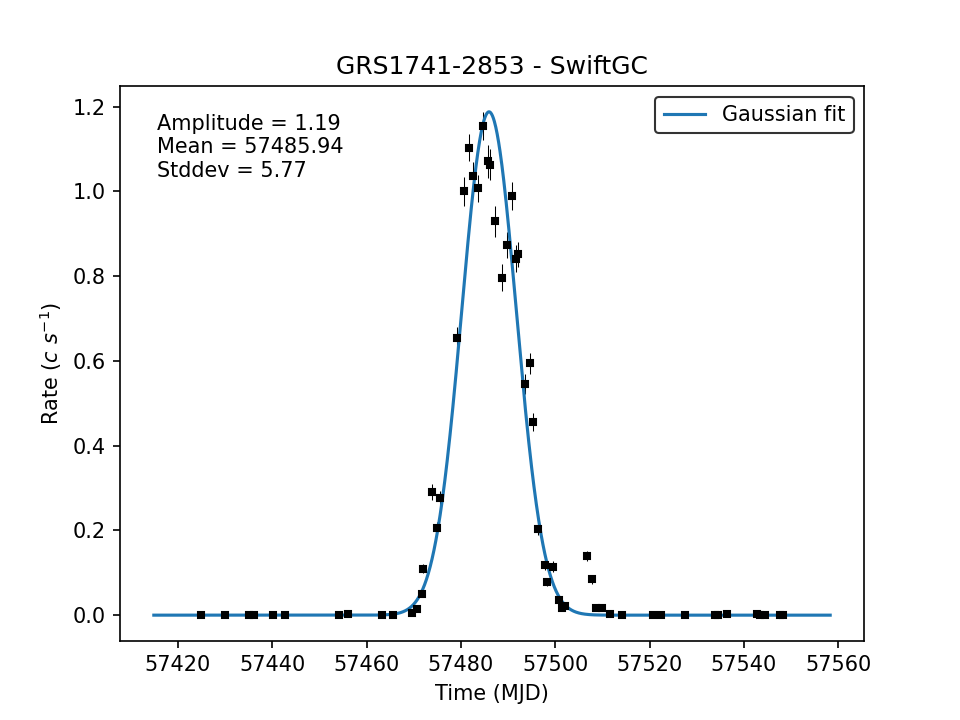 GRS1741-2853 - SwiftGC
Amplitude = 1.19
Mean = 57485.94
Stddev = 5.77
Gaussian fit
1.2
1.0
0.8
0.6
0.4
0.2
0.0
Rate (c s⁻¹)
57420 57440 57460 57480 57500 57520 57540 57560
Time (MJD)